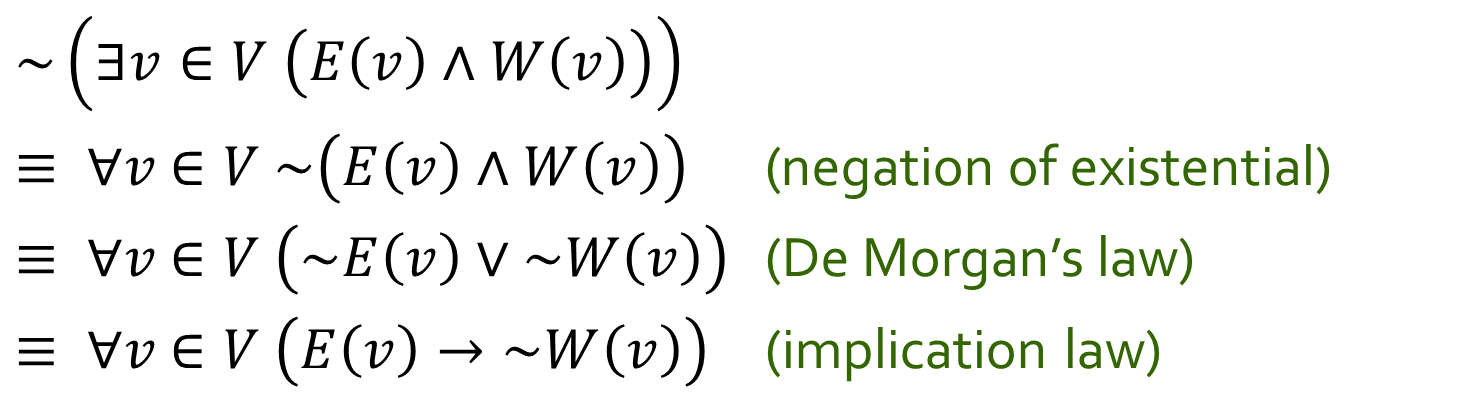 ~(∃𝑣 ∈ 𝑉 (𝐸(𝑣) ∧ 𝑊(𝑣)))
≡ ∀𝑣 ∈ 𝑉 ~(𝐸(𝑣) ∧ 𝑊(𝑣)) (negation of existential)
≡ ∀𝑣 ∈ 𝑉 (~𝐸(𝑣) ∨ ~𝑊(𝑣)) (De Morgan’s law)
≡ ∀𝑣 ∈ 𝑉 (𝐸(𝑣) → ~𝑊(𝑣)) (implication law)